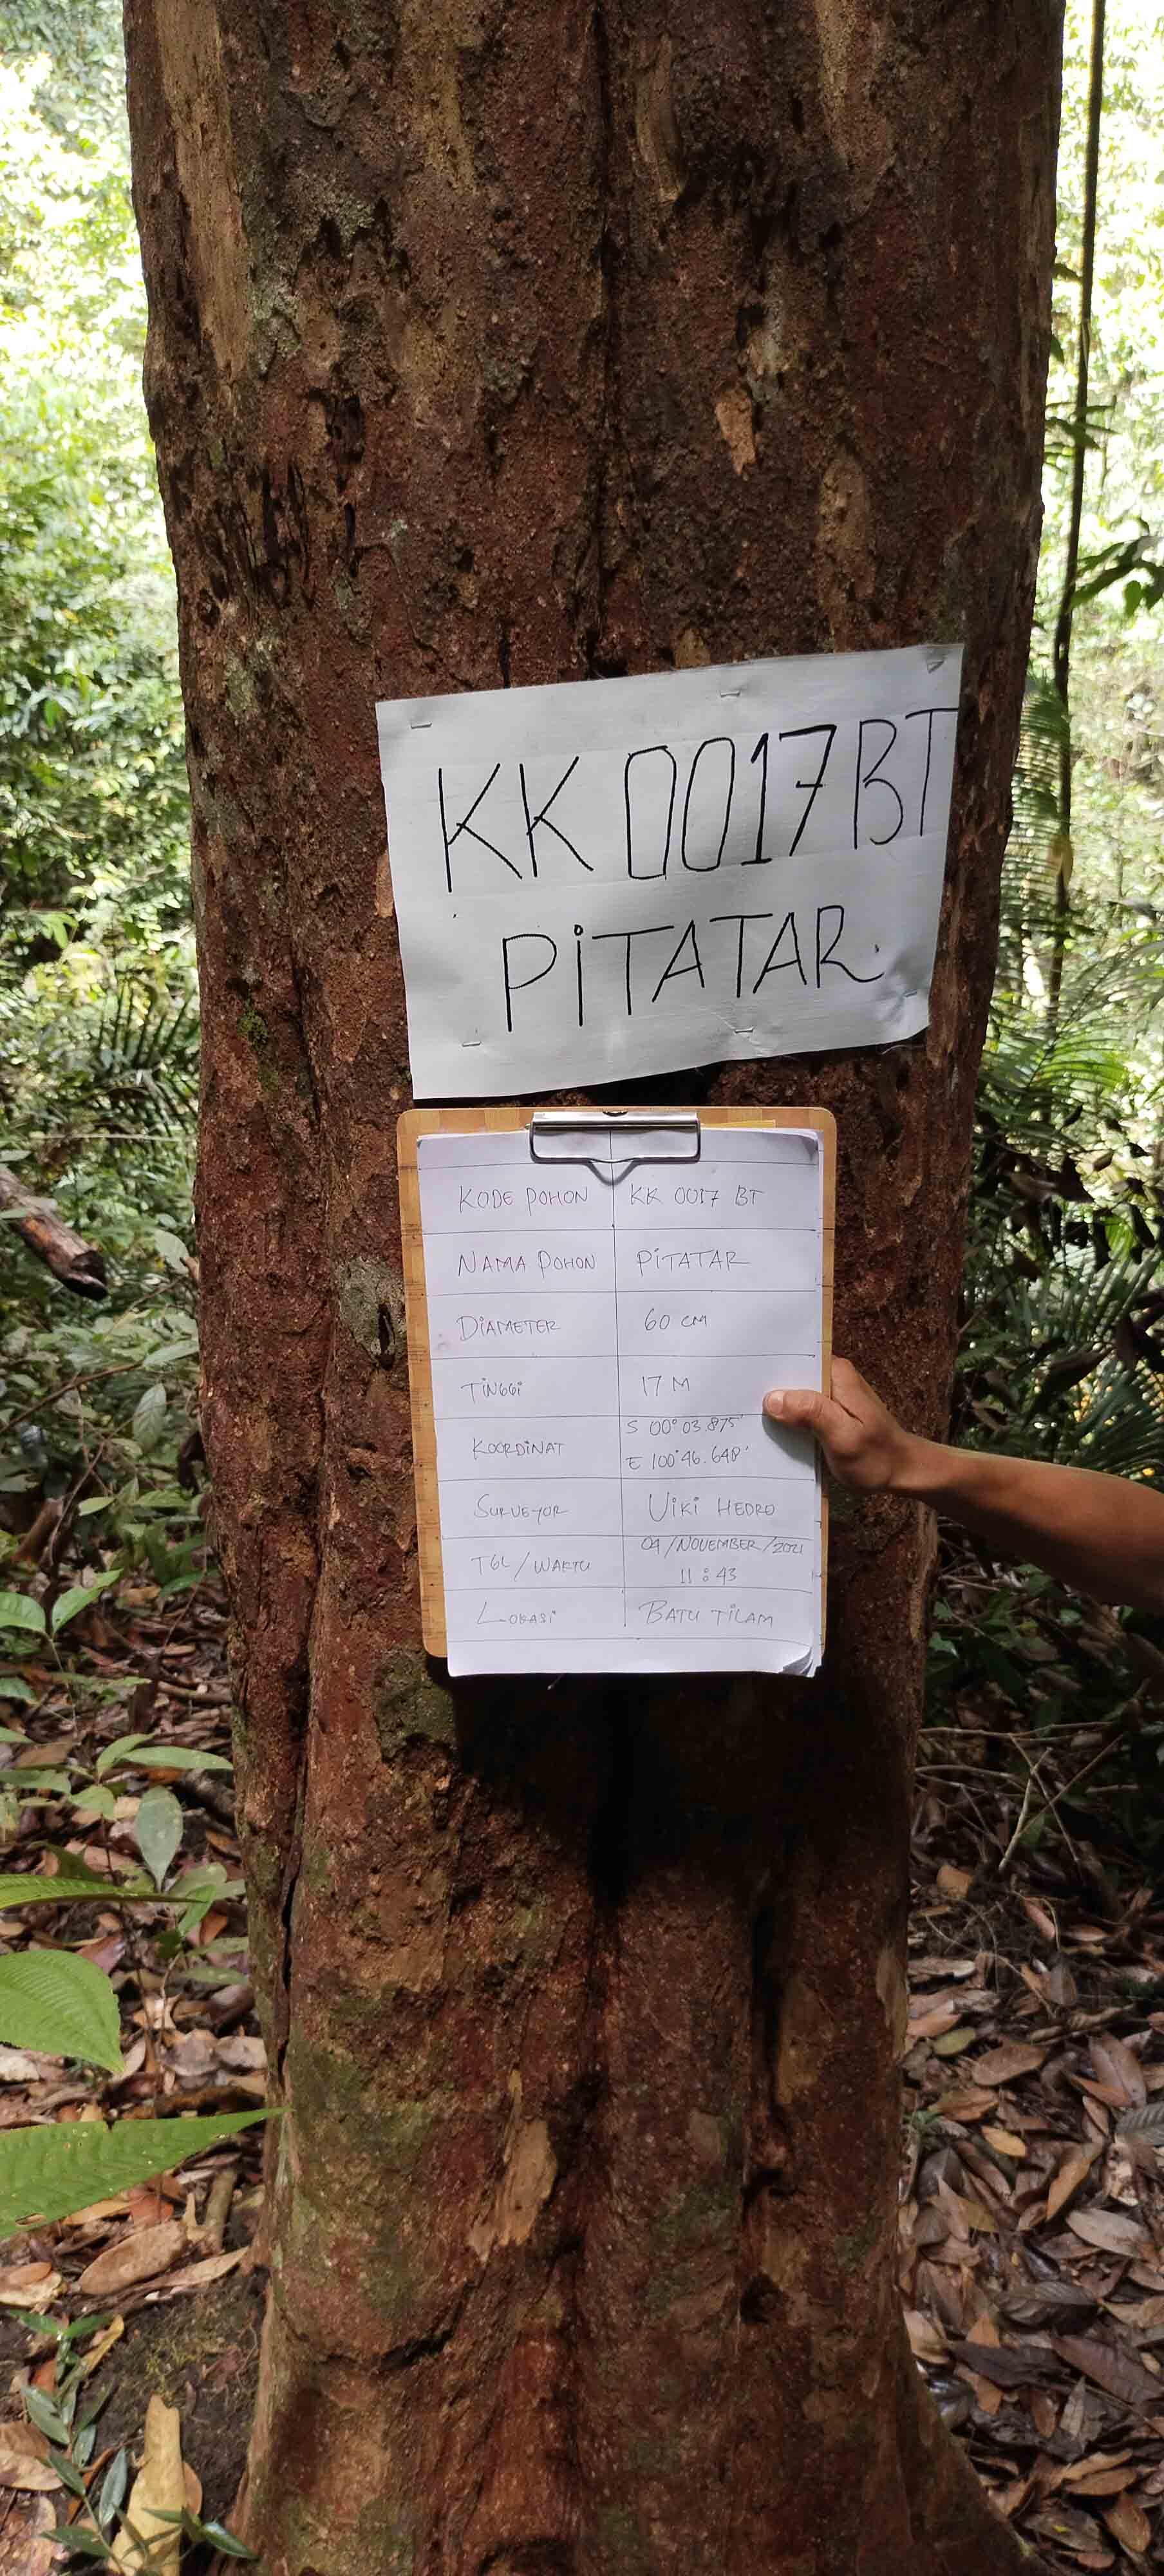 KK 0017 BT
PiTATAR.
KODE POHON KK 0017 BT
NAMA POHON PiTATAR
DiAMETER 60 CM
TiNGGi 17 M
KOORDiNAT S 00° 03.875'
E 100°46.648'
SURVEYOR ViKi HEDRO
TGL/WAKTU 04/NOVEMBER/2021
11:43
LOKASi BATU TiLAM